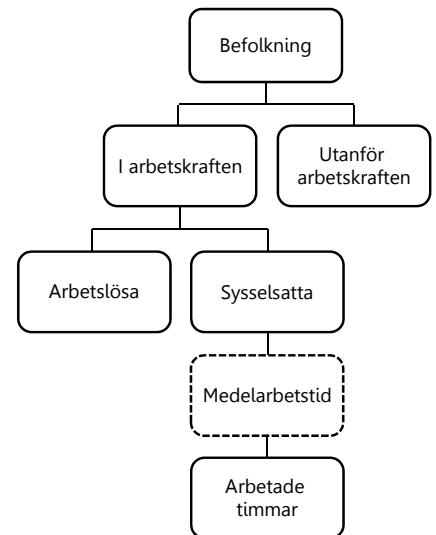 Befolkning
I arbetskraften
Utanför
arbetskraften
Arbetslösa
Sysselsatta
Medelarbetstid
Arbetade
timmar